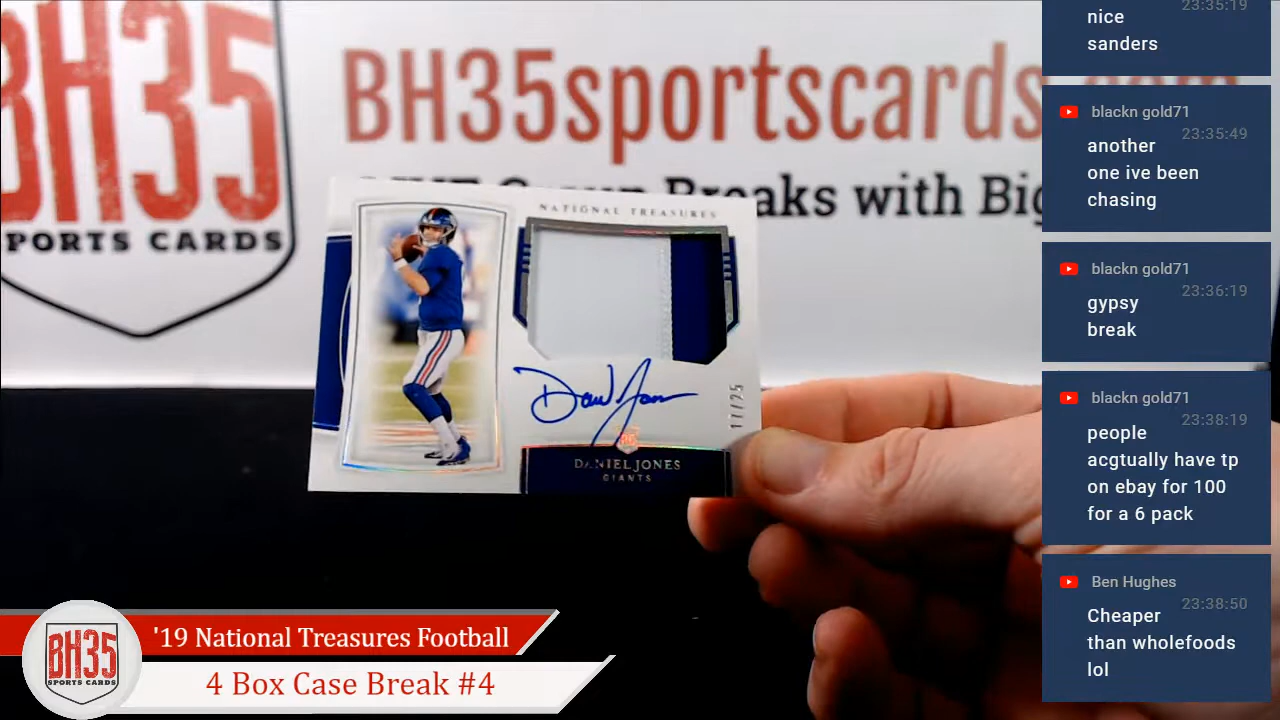 BH35
SPORTS CARDS
BH35sportscards.com
Breaks with Big
NATIONAL TREASURES
17/25
DANIEL JONES
GIANTS
BH35
SPORTS CARDS
'19 National Treasures Football
4 Box Case Break #4
23:35:19
nice
sanders
blackn gold71
23:35:49
another
one ive been
chasing
blackn gold71
23:36:19
gypsy
break
blackn gold71
23:38:19
people
acgtually have tp
on ebay for 100
for a 6 pack
Ben Hughes
23:38:50
Cheaper
than wholefoods
lol